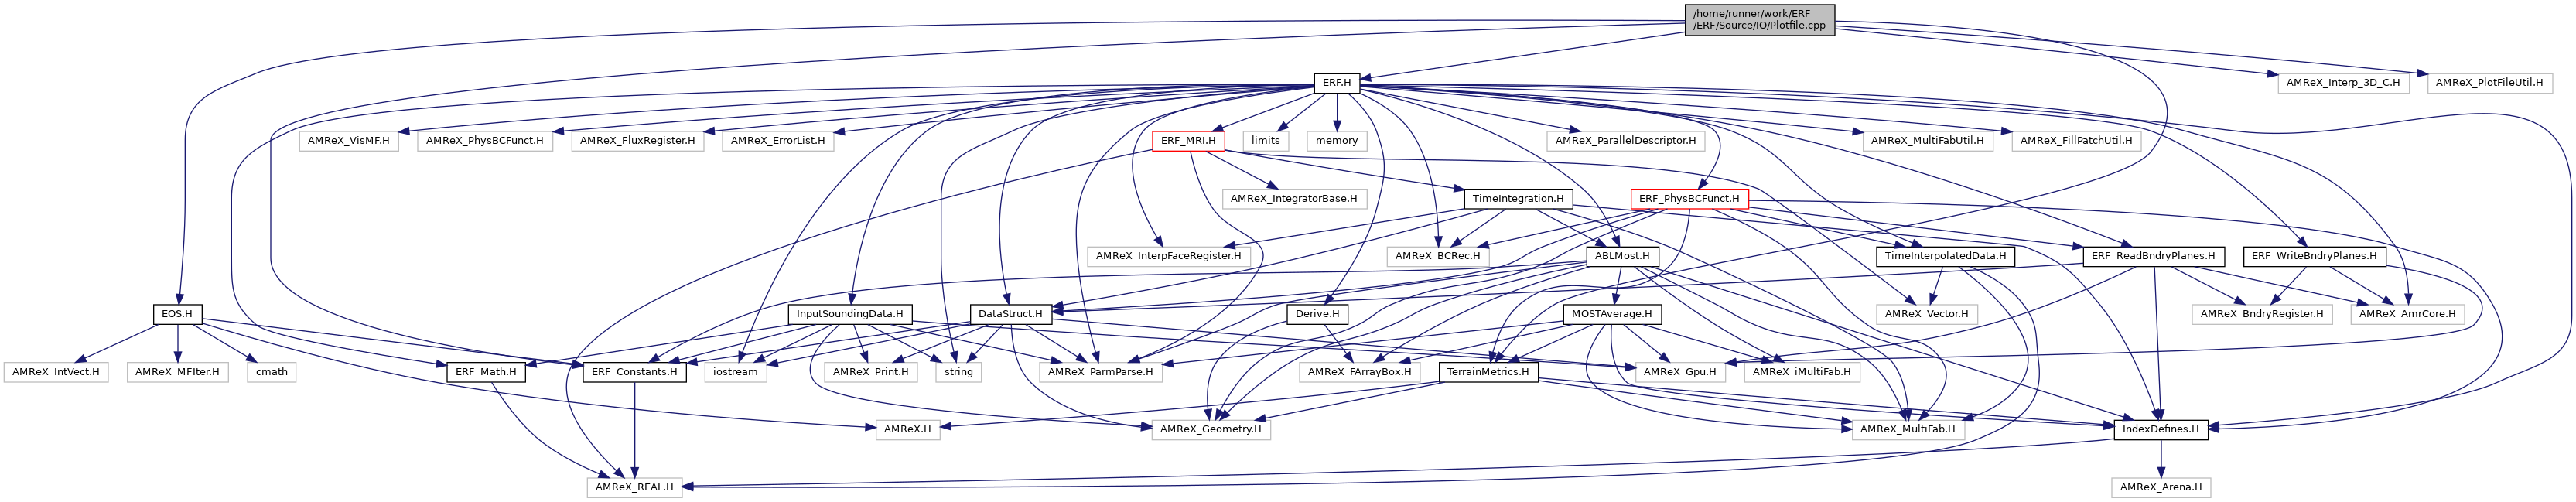 /home/runner/work/ERF
/ERF/Source/IO/Plotfile.cpp
ERF.H
AMReX_Interp_3D_C.H
AMReX_PlotFileUtil.H
AMReX_VisMF.H
AMReX_PhysBCFunct.H
AMReX_FluxRegister.H
AMReX_ErrorList.H
ERF_MRI.H
limits
memory
AMReX_ParallelDescriptor.H
AMReX_MultiFabUtil.H
AMReX_FillPatchUtil.H
AMReX_IntegratorBase.H
TimeIntegration.H
ERF_PhysBCFunct.H
AMReX_InterpFaceRegister.H
AMReX_BCRec.H
ABLMost.H
TimeInterpolatedData.H
ERF_ReadBndryPlanes.H
ERF_WriteBndryPlanes.H
EOS.H
InputSoundingData.H
DataStruct.H
Derive.H
MOSTAverage.H
AMReX_Vector.H
AMReX_BndryRegister.H
AMReX_AmrCore.H
AMReX_IntVect.H
AMReX_MFIter.H
cmath
ERF_Math.H
ERF_Constants.H
iostream
AMReX_Print.H
string
AMReX_ParmParse.H
AMReX_FArrayBox.H
TerrainMetrics.H
AMReX_Gpu.H
AMReX_iMultiFab.H
AMReX.H
AMReX_Geometry.H
AMReX_MultiFab.H
IndexDefines.H
AMReX_REAL.H
AMReX_Arena.H